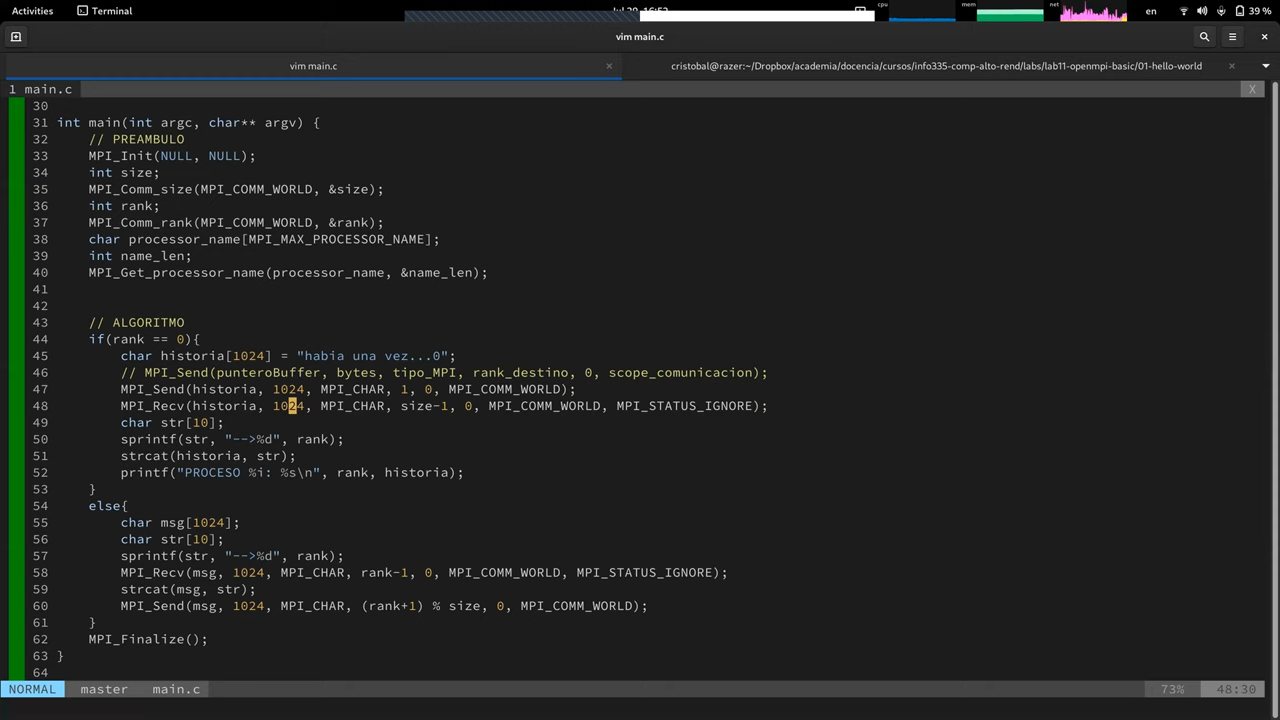 Activities Terminal cpu mem net en 39 %
vim main.c
vim main.c × cristobal@razer:~/Dropbox/academia/docencia/cursos/info335-comp-alto-rend/labs/lab11-openmpi-basic/01-hello-world ×
1 main.c X
30
31 int main(int argc, char** argv) {
32     // PREAMBULO
33     MPI_Init(NULL, NULL);
34     int size;
35     MPI_Comm_size(MPI_COMM_WORLD, &size);
36     int rank;
37     MPI_Comm_rank(MPI_COMM_WORLD, &rank);
38     char processor_name[MPI_MAX_PROCESSOR_NAME];
39     int name_len;
40     MPI_Get_processor_name(processor_name, &name_len);
41
42
43     // ALGORITMO
44     if(rank == 0){
45         char historia[1024] = "habia una vez...0";
46         // MPI_Send(punteroBuffer, bytes, tipo_MPI, rank_destino, 0, scope_comunicacion);
47         MPI_Send(historia, 1024, MPI_CHAR, 1, 0, MPI_COMM_WORLD);
48         MPI_Recv(historia, 1024, MPI_CHAR, size-1, 0, MPI_COMM_WORLD, MPI_STATUS_IGNORE);
49         char str[10];
50         sprintf(str, "-->%d", rank);
51         strcat(historia, str);
52         printf("PROCESO %i: %s\n", rank, historia);
53     }
54     else{
55         char msg[1024];
56         char str[10];
57         sprintf(str, "-->%d", rank);
58         MPI_Recv(msg, 1024, MPI_CHAR, rank-1, 0, MPI_COMM_WORLD, MPI_STATUS_IGNORE);
59         strcat(msg, str);
60         MPI_Send(msg, 1024, MPI_CHAR, (rank+1) % size, 0, MPI_COMM_WORLD);
61     }
62     MPI_Finalize();
63 }
64
NORMAL master main.c 73% 48:30